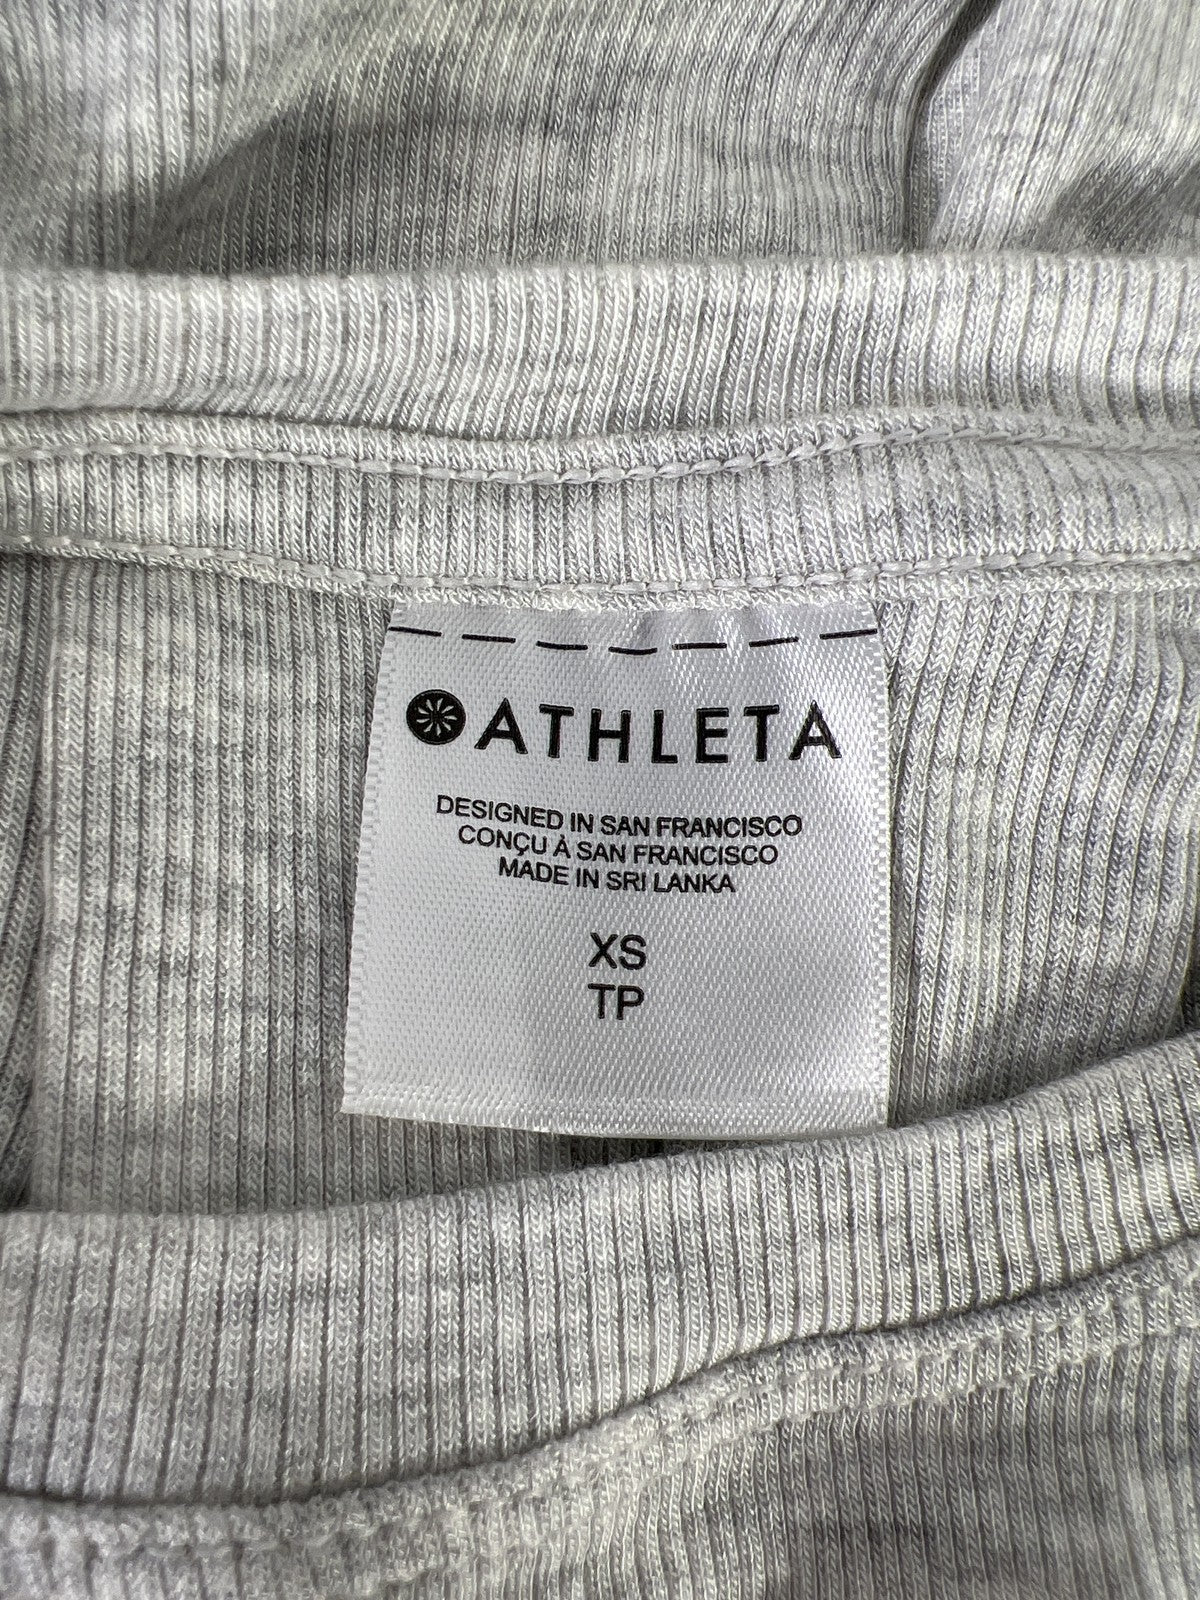 ATHLETA
DESIGNED IN SAN FRANCISCO
CONÇU À SAN FRANCISCO
MADE IN SRI LANKA
XS
TP